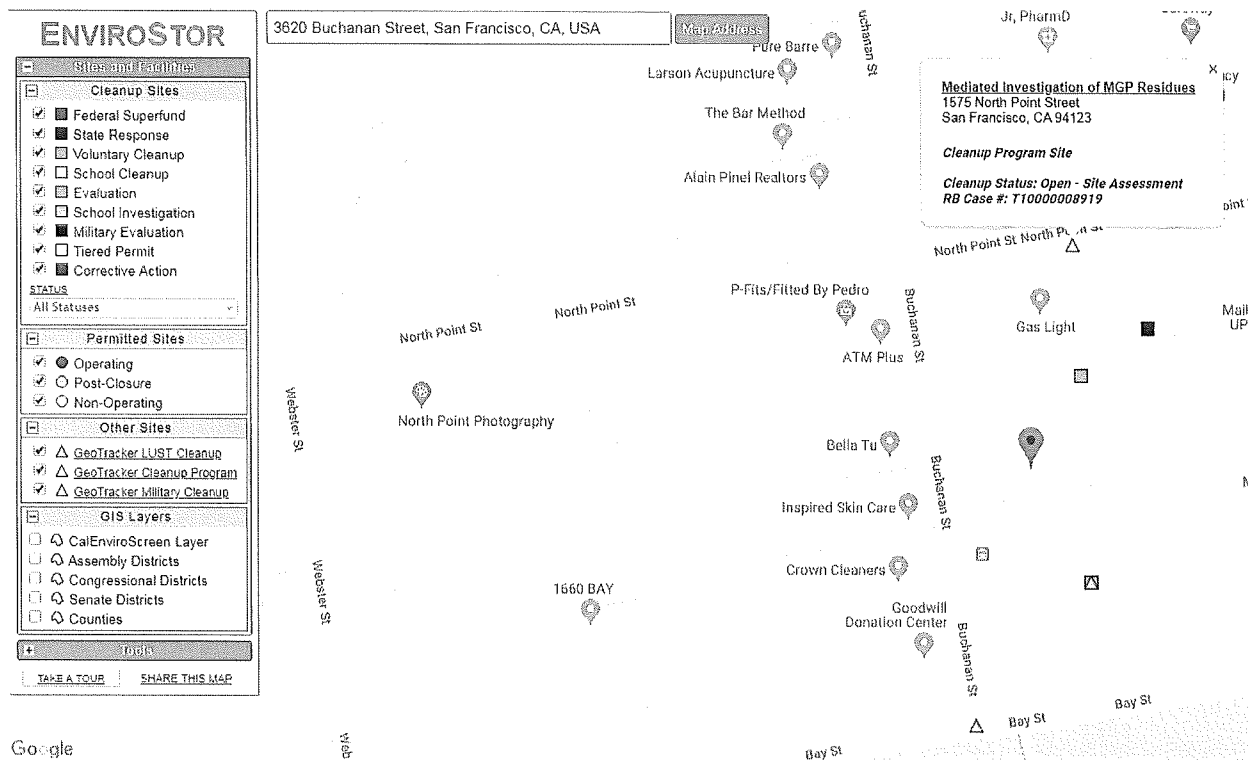 ENVIROSTOR
Sites and Facilities
Cleanup Sites
Federal Superfund
State Response
Voluntary Cleanup
School Cleanup
Evaluation
School Investigation
Military Evaluation
Tiered Permit
Corrective Action
STATUS
All Statuses
Permitted Sites
Operating
Post-Closure
Non-Operating
Other Sites
GeoTracker LUST Cleanup
GeoTracker Cleanup Program
GeoTracker Military Cleanup
GIS Layers
CalEnviroScreen Layer
Assembly Districts
Congressional Districts
Senate Districts
Counties
Tools
TAKE A TOUR
SHARE THIS MAP
Google
3620 Buchanan Street, San Francisco, CA, USA
Map Address
uchanan St
Jr, PharmD
Pure Barre
Larson Acupuncture
The Bar Method
Alain Pinel Realtors
x
Mediated Investigation of MGP Residues
1575 North Point Street
San Francisco, CA 94123
Cleanup Program Site
Cleanup Status: Open - Site Assessment
RB Case #: T10000008919
North Point St
P-Fits/Fitted By Pedro
Buchanan St
North Point St
North Point St
Gas Light
Mail
UP
ATM Plus
North Point Photography
Webster St
Bella Tu
Buchanan St
Inspired Skin Care
Crown Cleaners
Webster St
1660 BAY
Goodwill
Donation Center
Buchanan St
Bay St
Bay St
Bay St
Web